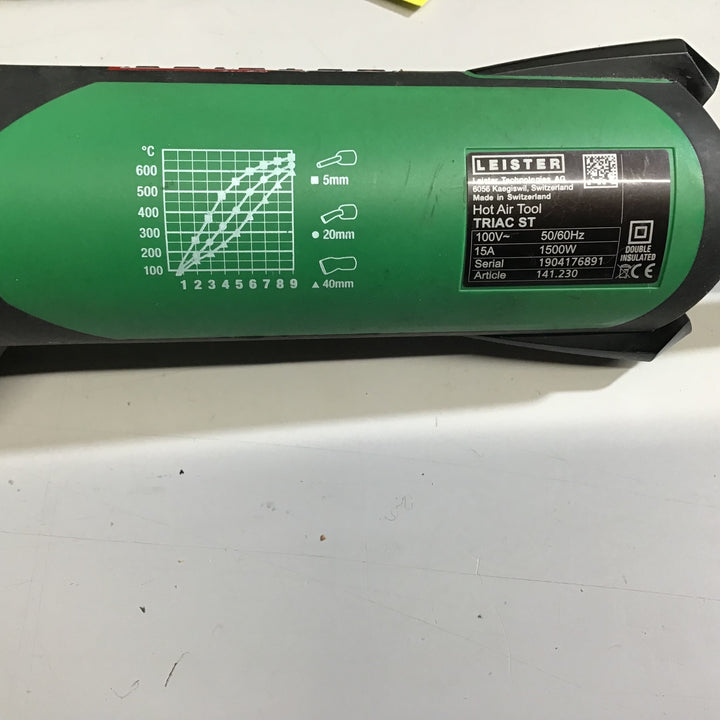 °C
600
500
400
300
200
100
1 2 3 4 5 6 7 8 9
■ 5mm
● 20mm
▲ 40mm
LEISTER
Leister Technologies AG
6056 Kaegiswil, Switzerland
Made in Switzerland
Hot Air Tool
TRIAC ST
100V~ 50/60Hz
15A 1500W
Serial 1904176891
Article 141.230
DOUBLE
INSULATED
CE